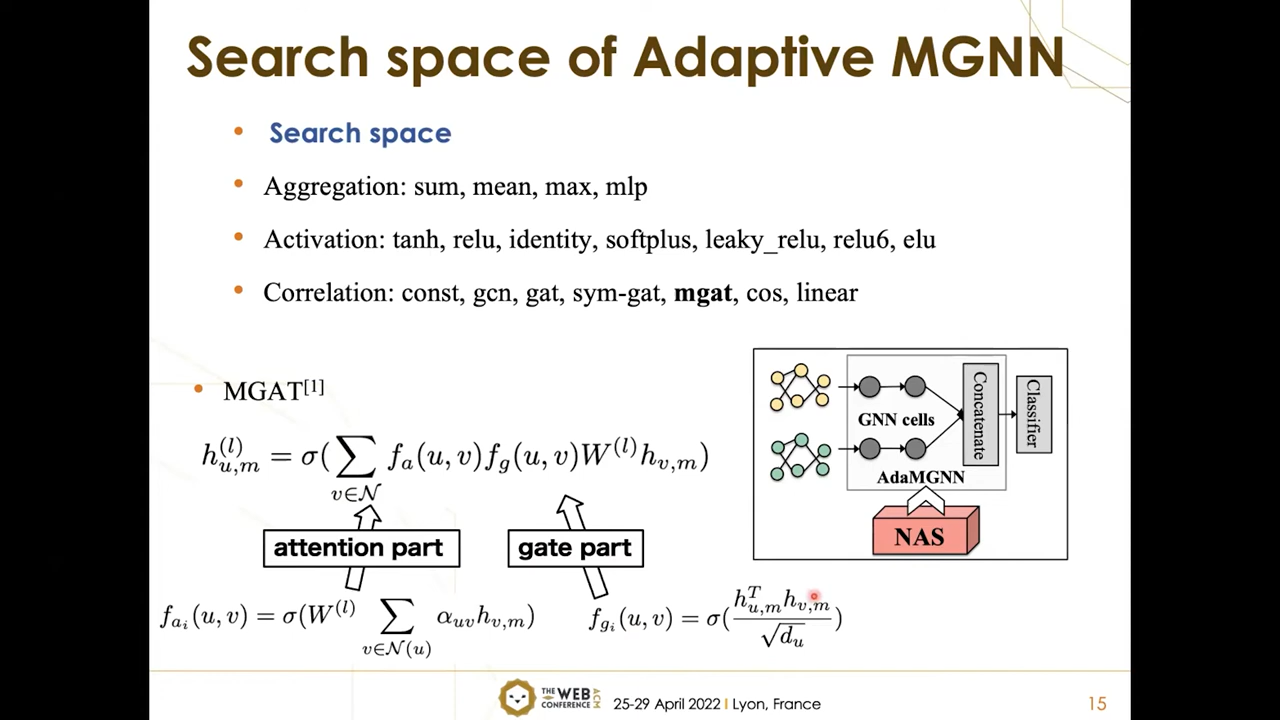 Search space of Adaptive MGNN
• Search space
• Aggregation: sum, mean, max, mlp
• Activation: tanh, relu, identity, softplus, leaky_relu, relu6, elu
• Correlation: const, gcn, gat, sym-gat, mgat, cos, linear
• MGAT[1]
h_{u,m}^{(l)} = σ(∑_{v∈𝒩} f_a(u, v)f_g(u, v)W^{(l)}h_{v,m})
attention part
gate part
f_{a_i}(u, v) = σ(W^{(l)} ∑_{v∈𝒩(u)} α_{uv}h_{v,m})
f_{g_i}(u, v) = σ(h_{u,m}^T h_{v,m} / √d_u)
GNN cells
AdaMGNN
Concatenate
Classifier
NAS
THE WEB CONFERENCE ACM
25-29 April 2022 | Lyon, France
15